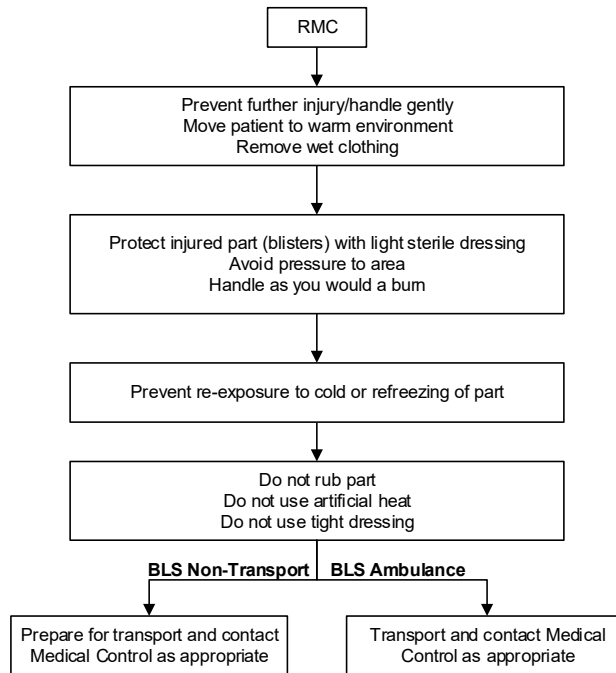 RMC
Prevent further injury/handle gently
Move patient to warm environment
Remove wet clothing
Protect injured part (blisters) with light sterile dressing
Avoid pressure to area
Handle as you would a burn
Prevent re-exposure to cold or refreezing of part
Do not rub part
Do not use artificial heat
Do not use tight dressing
BLS Non-Transport
BLS Ambulance
Prepare for transport and contact
Medical Control as appropriate
Transport and contact Medical
Control as appropriate